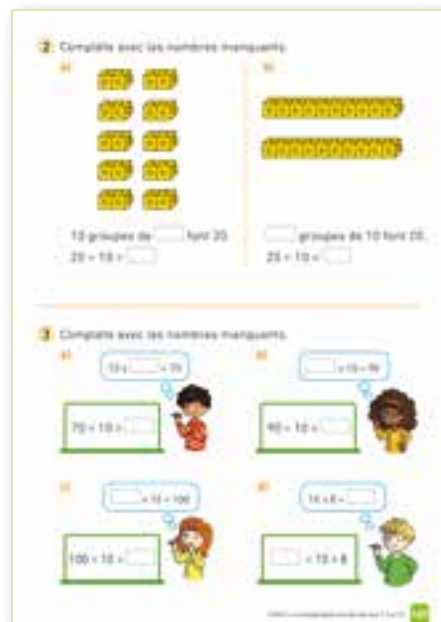 2 Complète avec les nombres manquants.
a)
b)
10 groupes de font 20.
20 ÷ 10 =
groupes de 10 font 20.
20 ÷ 10 =
3 Complète avec les nombres manquants.
a)
10 × = 70
70 ÷ 10 =
b)
× 10 = 90
90 ÷ 10 =
c)
× 10 = 100
100 ÷ 10 =
d)
10 × 8 =
÷ 10 = 8